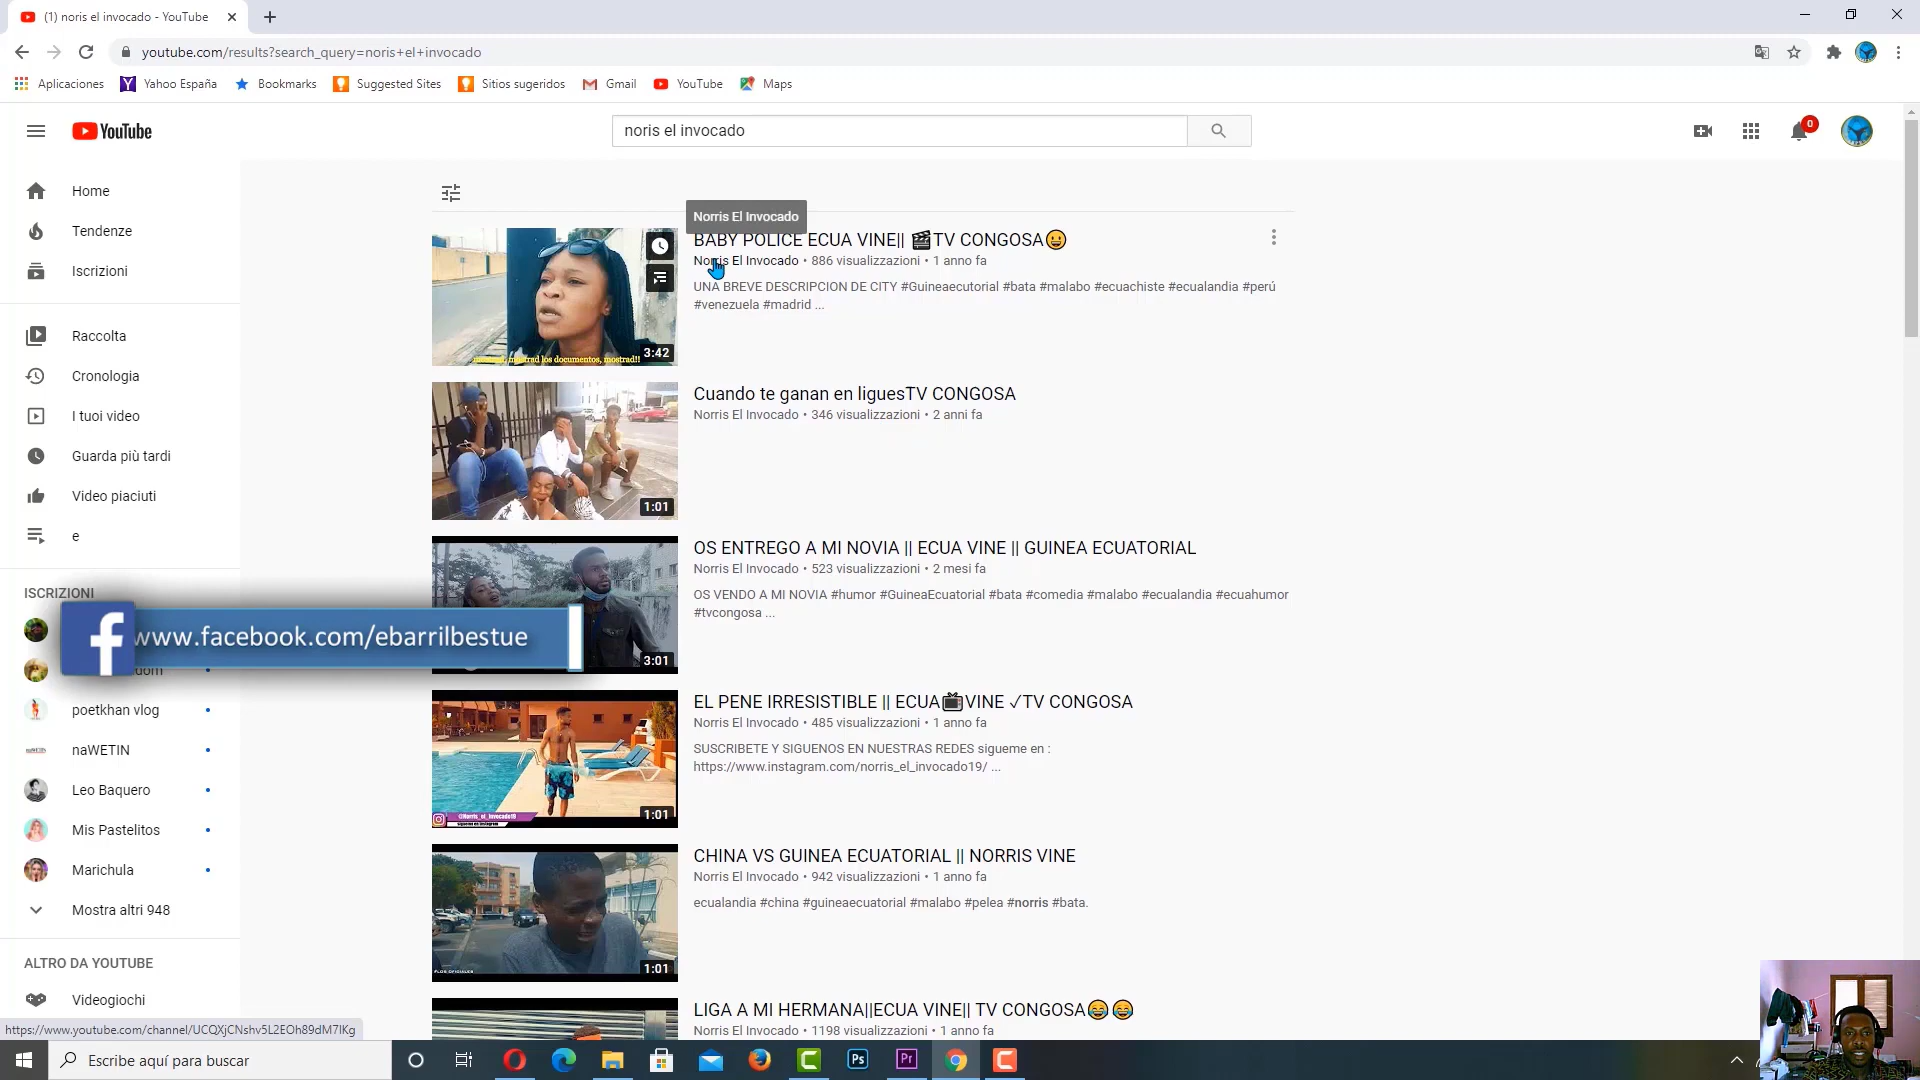 (1) noris el invocado - YouTube
youtube.com/results?search_query=noris+el+invocado
Aplicaciones
Yahoo España
Bookmarks
Suggested Sites
Sitios sugeridos
Gmail
YouTube
Maps
YouTube
noris el invocado
0
Home
Tendenze
Iscrizioni
Raccolta
Cronologia
I tuoi video
Guarda più tardi
Video piaciuti
e
ISCRIZIONI
www.facebook.com/ebarrilbestue
poetkhan vlog
naWETIN
Leo Baquero
Mis Pastelitos
Marichula
Mostra altri 948
ALTRO DA YOUTUBE
Videogiochi
https://www.youtube.com/channel/UCQXjCNshv5L2EOh89dM7IKg
Norris El Invocado
BABY POLICE ECUA VINE|| 🎬TV CONGOSA😀
Norris El Invocado • 886 visualizzazioni • 1 anno fa
UNA BREVE DESCRIPCION DE CITY #Guineaecutorial #bata #malabo #ecuachiste #ecualandia #perú
#venezuela #madrid ...
los documentos, mostrad!!
3:42
Cuando te ganan en liguesTV CONGOSA
Norris El Invocado • 346 visualizzazioni • 2 anni fa
1:01
OS ENTREGO A MI NOVIA || ECUA VINE || GUINEA ECUATORIAL
Norris El Invocado • 523 visualizzazioni • 2 mesi fa
OS VENDO A MI NOVIA #humor #GuineaEcuatorial #bata #comedia #malabo #ecualandia #ecuahumor
#tvcongosa ...
3:01
EL PENE IRRESISTIBLE || ECUA📺VINE ✓TV CONGOSA
Norris El Invocado • 485 visualizzazioni • 1 anno fa
SUSCRIBETE Y SIGUENOS EN NUESTRAS REDES sigueme en :
https://www.instagram.com/norris_el_invocado19/ ...
@Norris_el_invocado19
1:01
CHINA VS GUINEA ECUATORIAL || NORRIS VINE
Norris El Invocado • 942 visualizzazioni • 1 anno fa
ecualandia #china #guineaecuatorial #malabo #pelea #norris #bata.
1:01
LIGA A MI HERMANA||ECUA VINE|| TV CONGOSA😂😂
Norris El Invocado • 1198 visualizzazioni • 1 anno fa
Escribe aquí para buscar
Ps
Pr